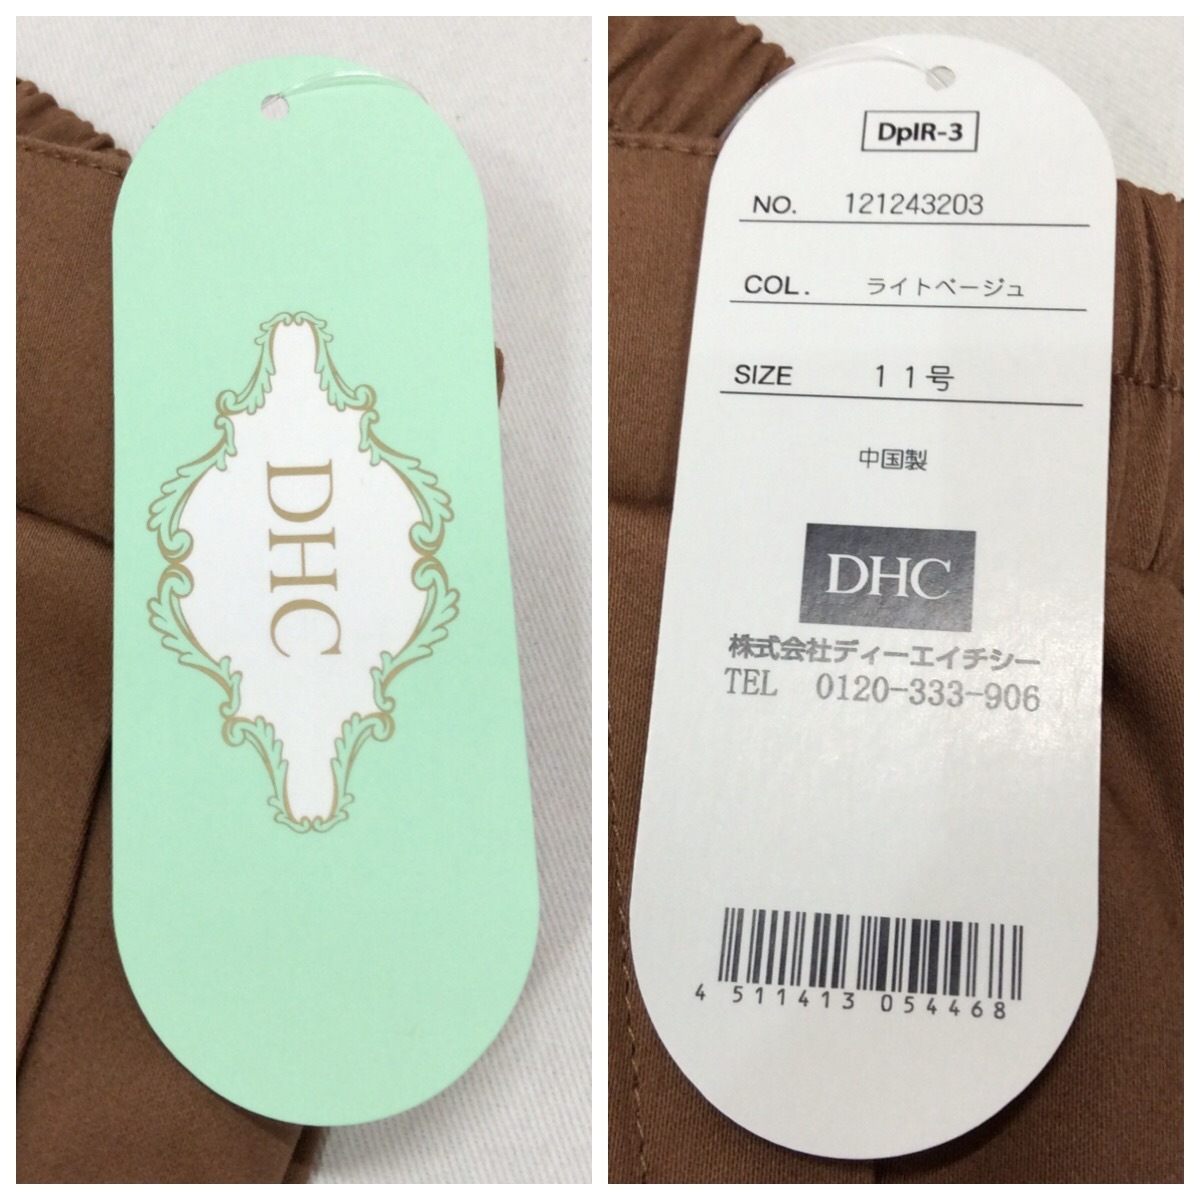 DHC
DpIR-3
NO. 121243203
COL. ライトベージュ
SIZE 11号
中国製
DHC
株式会社ディーエイチシー
TEL 0120-333-906
4 511413 054468